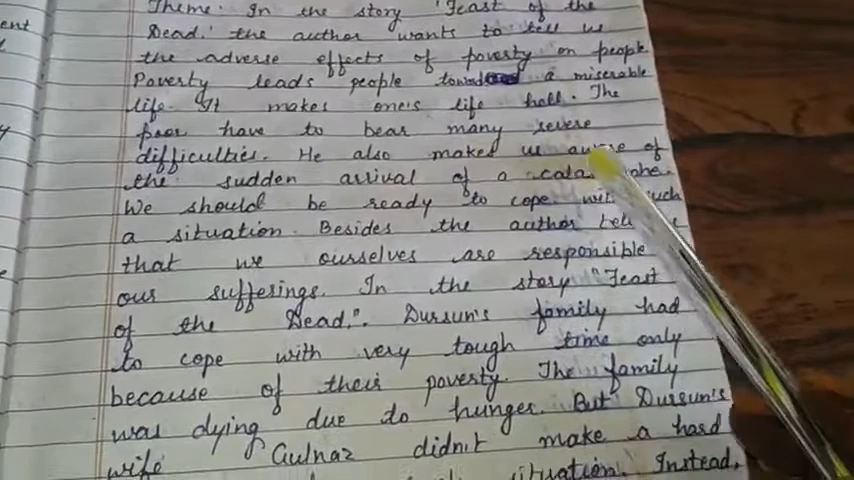 ent
Theme. In the story "Feast of the
Dead." the author wants to tell us
the adverse effects of poverty on people
Poverty leads people toward a miserable
life. It makes one's life hell. The
poor have to bear many severe
difficulties. He also makes us aware of
the sudden arrival of a
We should be ready to cope with such
a situation. Besides the author
that we ourselves are responsible
our sufferings. In the story "Feast
of the Dead.". Dursun's family had
to cope with very tough time only
because of their poverty. The family
was dying due to hunger. But Dursun's
wife Gulnaz didn't make a hard
situation. Instead,